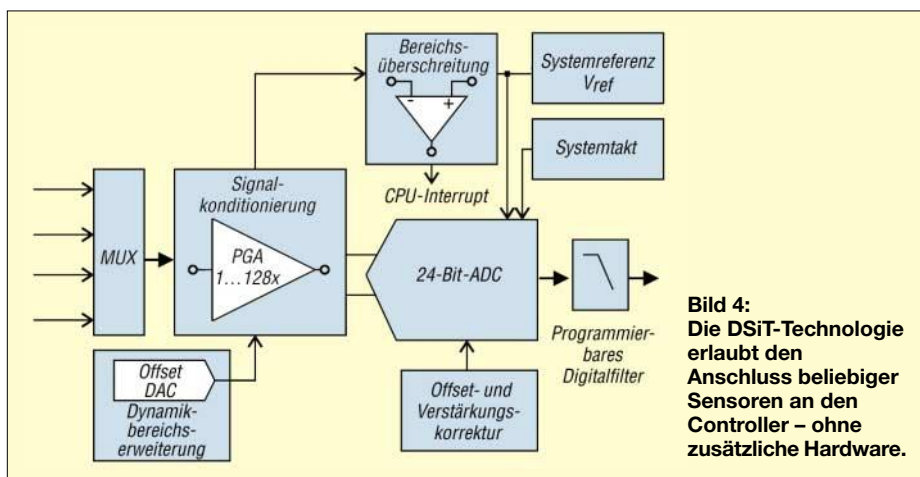 Bereichs-
überschreitung
- +
Systemreferenz
Vref
Systemtakt
CPU-Interrupt
Signal-
konditionierung
MUX
PGA
1...128x
24-Bit-ADC
Programmier-
bares
Digitalfilter
Offset
DAC
Dynamik-
bereichs-
erweiterung
Offset- und
Verstärkungs-
korrektur
Bild 4:
Die DSiT-Technologie
erlaubt den
Anschluss beliebiger
Sensoren an den
Controller – ohne
zusätzliche Hardware.